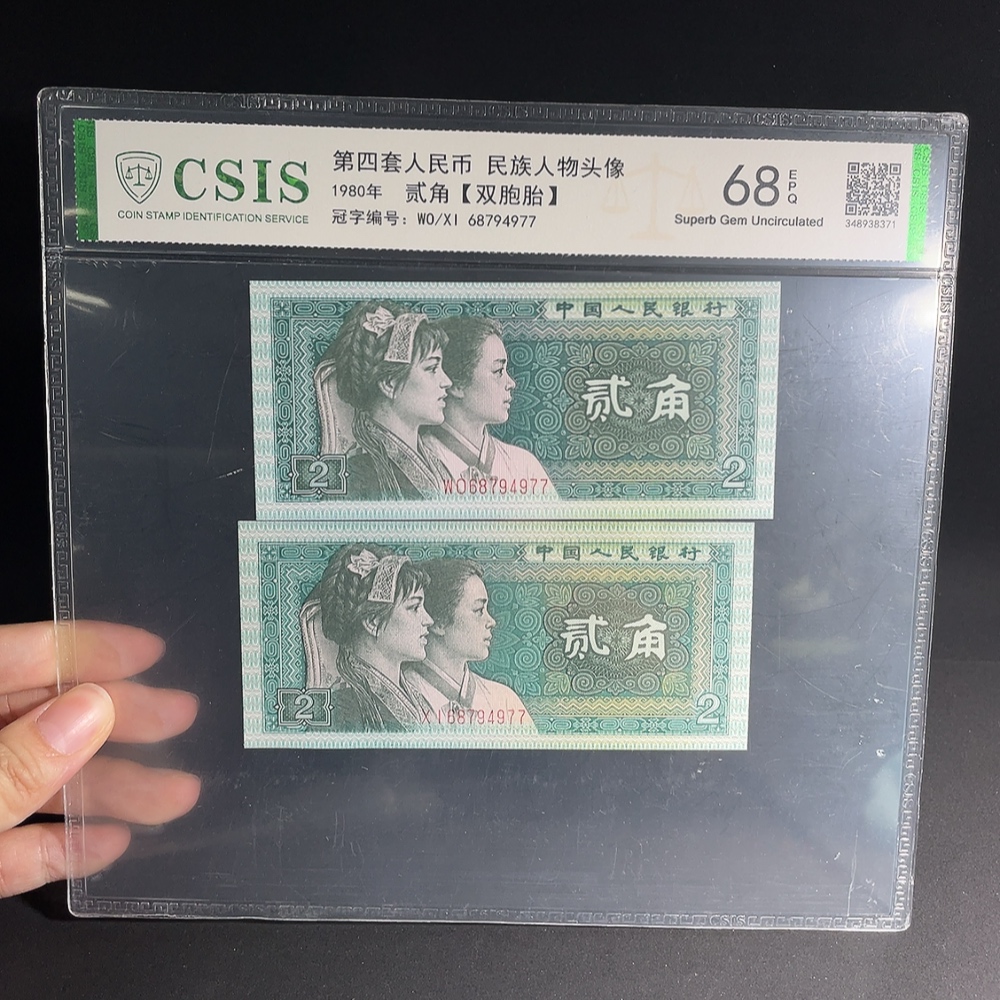 CSIS
COIN STAMP IDENTIFICATION SERVICE
第四套人民币 民族人物头像
1980年 贰角【双胞胎】
冠字编号: WO/XI 68794977
68
EPQ
Superb Gem Uncirculated
348938371
中国人民银行
贰角
2
WO68794977
2
中国人民银行
贰角
2
XI68794977
2
CSIS